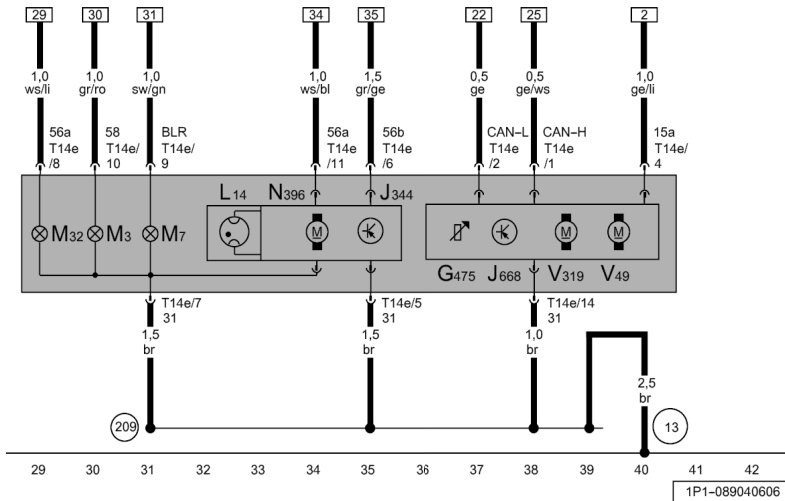 29 30 31 34 35 22 25 2
1,0 1,0 1,0 1,0 1,5 0,5 0,5 1,0
ws/li gr/ro sw/gn ws/bl gr/ge ge ge/ws ge/li
56a 58 BLR 56a 56b CAN-L CAN-H 15a
T14e T14e/ T14e/ T14e T14e T14e T14e T14e/
/8 10 9 /11 /6 /2 /1 4
L14 N396 J344
M32 M3 M7 M M M
G475 J668 V319 V49
T14e/7 T14e/5 T14e/14
31 31 31
1,5 1,5 1,0
br br br
2,5
br
209 13
29 30 31 32 33 34 35 36 37 38 39 40 41 42
1P1-089040606